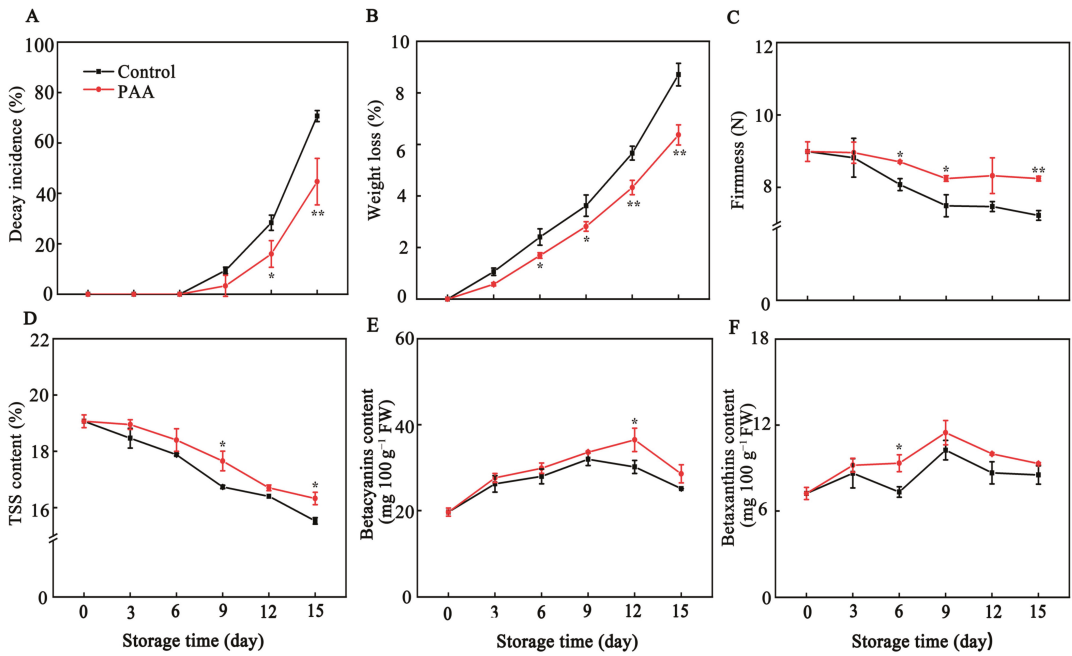 A
Decay incidence (%)
100
80
60
40
20
0
Control
PAA
*
**
B
Weight loss (%)
10
8
6
4
2
0
*
*
**
**
C
Firmness (N)
12
10
8
0
*
*
**
D
TSS content (%)
22
20
18
16
0
*
*
0 3 6 9 12 15
Storage time (day)
E
Betacyanins content
(mg 100 g⁻¹ FW)
60
40
20
0
*
0 3 6 9 12 15
Storage time (day)
F
Betaxanthins content
(mg 100 g⁻¹ FW)
18
12
6
0
*
0 3 6 9 12 15
Storage time (day)